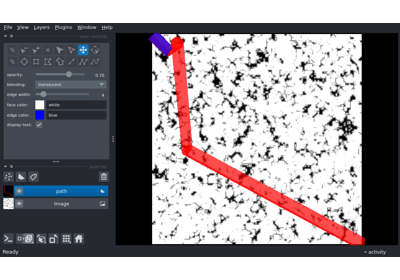 File View Layers Plugins Window Help
opacity: 0.70
blending: translucent
edge width: 4
face color: white
edge color: blue
display text: ✓
path
Image
Ready
activity